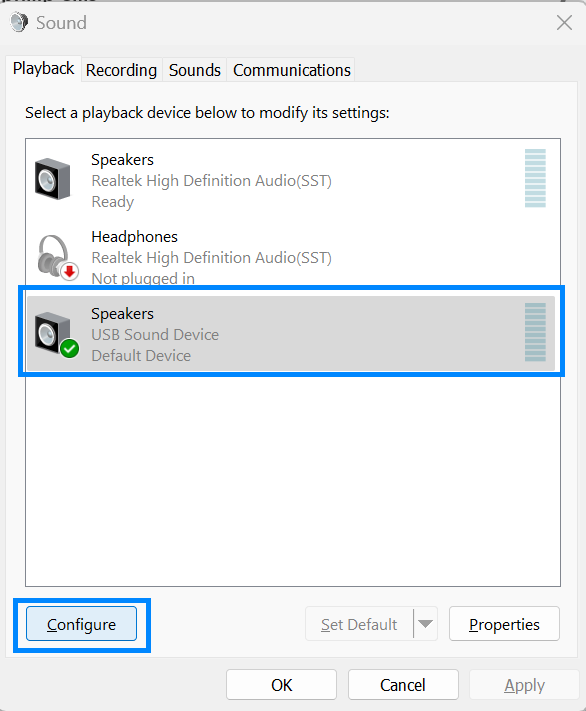 Sound
Playback Recording Sounds Communications
Select a playback device below to modify its settings:
Speakers
Realtek High Definition Audio(SST)
Ready
Headphones
Realtek High Definition Audio(SST)
Not plugged in
Speakers
USB Sound Device
Default Device
Configure Set Default Properties
OK Cancel Apply